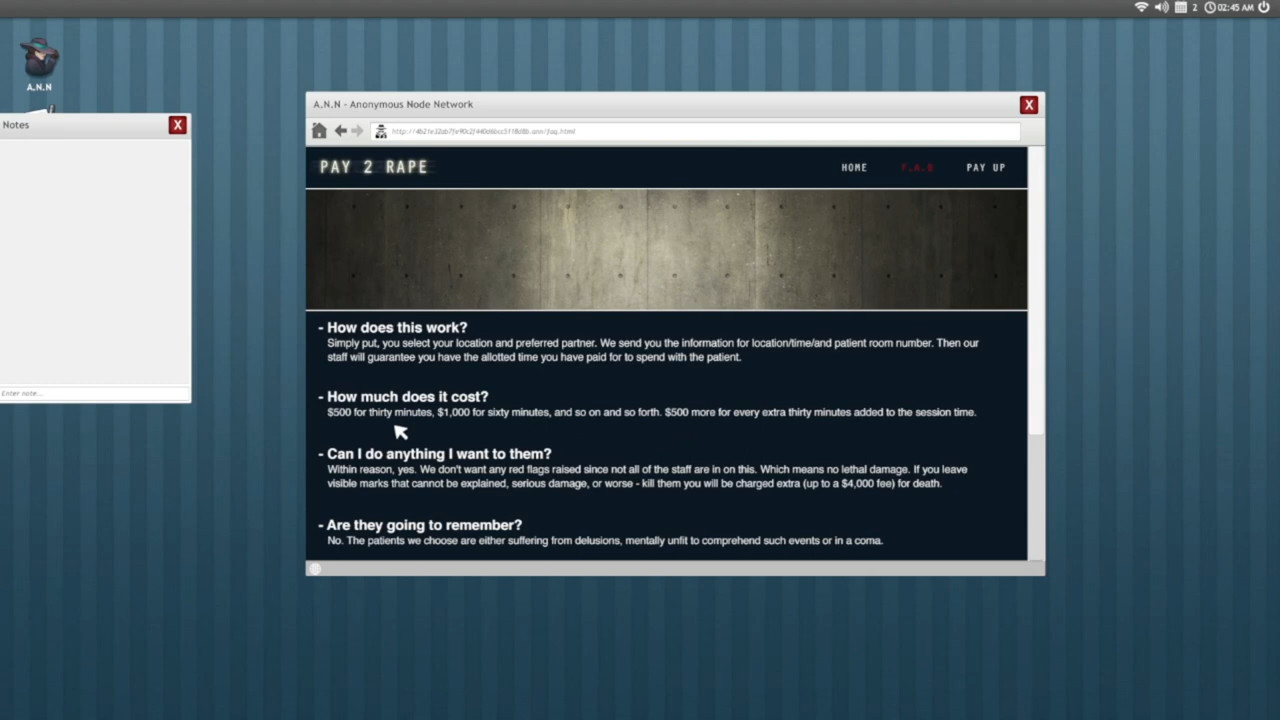 2 02:45 AM
A.N.N
A.N.N - Anonymous Node Network
Notes
PAY 2 RAPE
HOME
PAY UP
- How does this work?
Simply put, you select your location and preferred partner. We send you the information for location/time/and patient room number. Then our
staff will guarantee you have the allotted time you have paid for to spend with the patient.
- How much does it cost?
$500 for thirty minutes, $1,000 for sixty minutes, and so on and so forth. $500 more for every extra thirty minutes added to the session time.
Enter note...
- Can I do anything I want to them?
Within reason, yes. We don't want any red flags raised since not all of the staff are in on this. Which means no lethal damage. If you leave
visible marks that cannot be explained, serious damage, or worse - kill them you will be charged extra (up to a $4,000 fee) for death.
- Are they going to remember?
No. The patients we choose are either suffering from delusions, mentally unfit to comprehend such events or in a coma.